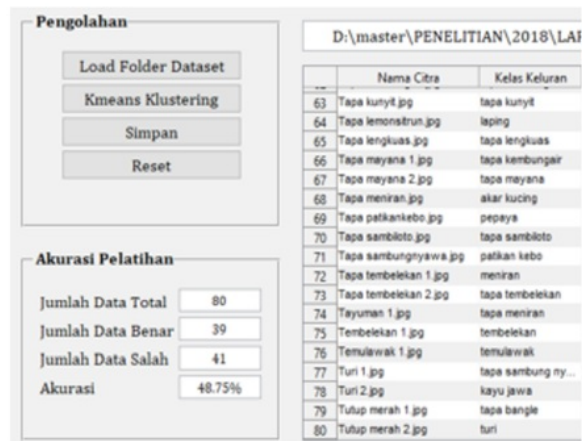 Pengolahan
Load Folder Dataset
Kmeans Klustering
Simpan
Reset
Akurasi Pelatihan
Jumlah Data Total 80
Jumlah Data Benar 39
Jumlah Data Salah 41
Akurasi 48.75%
D:\master\PENELITIAN\2018\LAP
Nama Citra Kelas Keluran
63 Tapa kunyit.jpg tapa kunyit
64 Tapa lemonsitrun.jpg laping
65 Tapa lengkuas.jpg tapa lengkuas
66 Tapa mayana 1.jpg tapa kembungair
67 Tapa mayana 2.jpg tapa mayana
68 Tapa meniran.jpg akar kucing
69 Tapa patikankebo.jpg pepaya
70 Tapa sambiloto.jpg tapa sambiloto
71 Tapa sambungnyawa.jpg patikan kebo
72 Tapa tembelekan 1.jpg meniran
73 Tapa tembelekan 2.jpg tapa tembelekan
74 Tayuman 1.jpg tapa meniran
75 Tembelekan 1.jpg tembelekan
76 Temulawak 1.jpg temulawak
77 Turi 1.jpg tapa sambung ny...
78 Turi 2.jpg kayu jawa
79 Tutup merah 1.jpg tapa bangle
80 Tutup merah 2.jpg turi